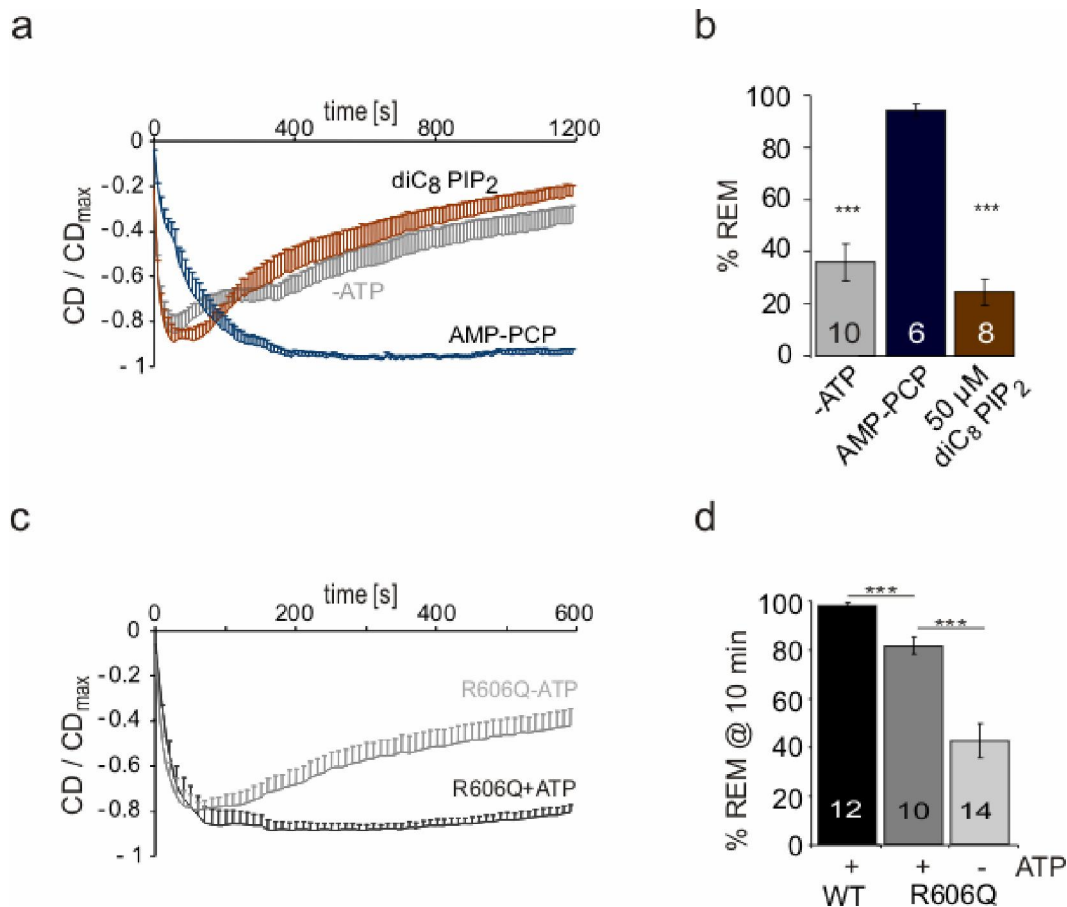 a
time [s]
0 400 800 1200
0
-0.2
-0.4
-0.6
-0.8
-1
CD / CDmax
diC8 PIP2
-ATP
AMP-PCP
b
100
80
60
40
20
0
% REM
***
***
10 6 8
-ATP
AMP-PCP
50 µM
diC8 PIP2
c
time [s]
0 200 400 600
0
-0.2
-0.4
-0.6
-0.8
-1
CD / CDmax
R606Q-ATP
R606Q+ATP
d
100
80
60
40
20
0
% REM @ 10 min
***
***
12 10 14
+ + - ATP
WT R606Q